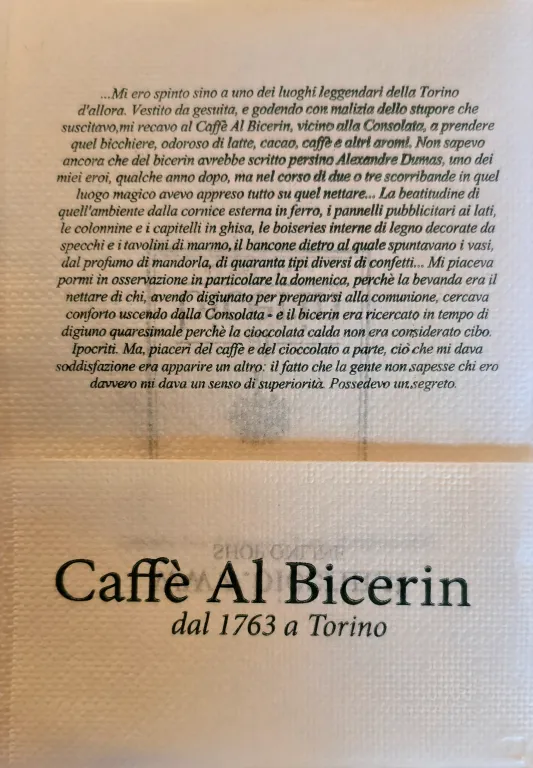 ...Mi ero spinto sino a uno dei luoghi leggendari della Torino
d'allora. Vestito da gesuita, e godendo con malizia dello stupore che
suscitavo,mi recavo al Caffè Al Bicerin, vicino alla Consolata, a prendere
quel bicchiere, odoroso di latte, cacao, caffè e altri aromi. Non sapevo
ancora che del bicerin avrebbe scritto persino Alexandre Dumas, uno dei
miei eroi, qualche anno dopo, ma nel corso di due o tre scorribande in quel
luogo magico avevo appreso tutto su quel nettare... La beatitudine di
quell'ambiente dalla cornice esterna in ferro, i pannelli pubblicitari ai lati,
le colonnine e i capitelli in ghisa, le boiseries interne di legno decorate da
specchi e i tavolini di marmo, il bancone dietro al quale spuntavano i vasi,
dal profumo di mandorla, di quaranta tipi diversi di confetti... Mi piaceva
pormi in osservazione in particolare la domenica, perchè la bevanda era il
nettare di chi, avendo digiunato per prepararsi alla comunione, cercava
conforto uscendo dalla Consolata - e il bicerin era ricercato in tempo di
digiuno quaresimale perchè la cioccolata calda non era considerato cibo.
Ipocriti. Ma, piaceri del caffè e del cioccolato a parte, ciò che mi dava
soddisfazione era apparire un altro: il fatto che la gente non sapesse chi ero
davvero mi dava un senso di superiorità. Possedevo un segreto.
Caffè Al Bicerin
dal 1763 a Torino